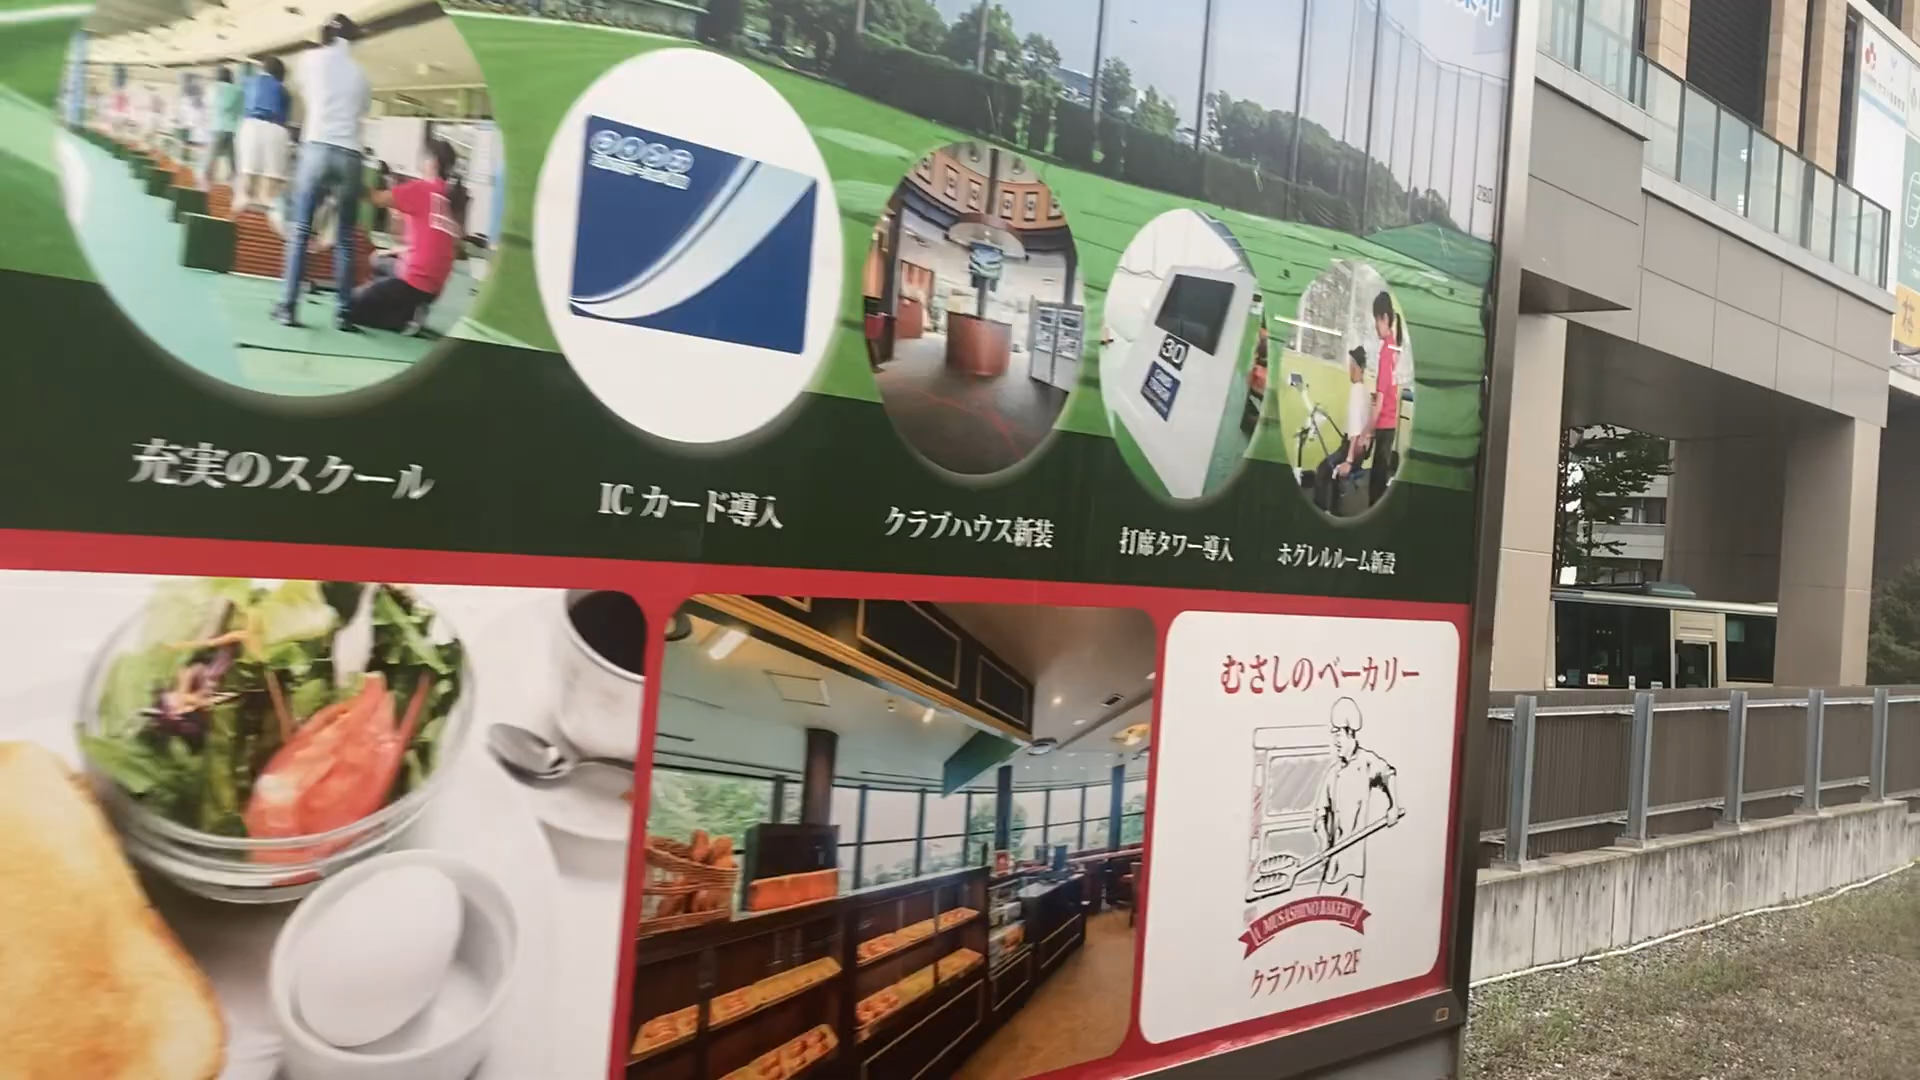 280
30
充実のスクール
ICカード導入
クラブハウス新装
打席タワー導入
ホグレルルーム新設
むさしのベーカリー
MUSASHINO BAKERY
クラブハウス2F